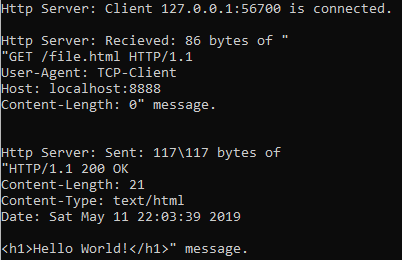 Http Server: Client 127.0.0.1:56700 is connected.
Http Server: Recieved: 86 bytes of "
"GET /file.html HTTP/1.1
User-Agent: TCP-Client
Host: localhost:8888
Content-Length: 0" message.
Http Server: Sent: 117\117 bytes of
"HTTP/1.1 200 OK
Content-Length: 21
Content-Type: text/html
Date: Sat May 11 22:03:39 2019
<h1>Hello World!</h1>" message.